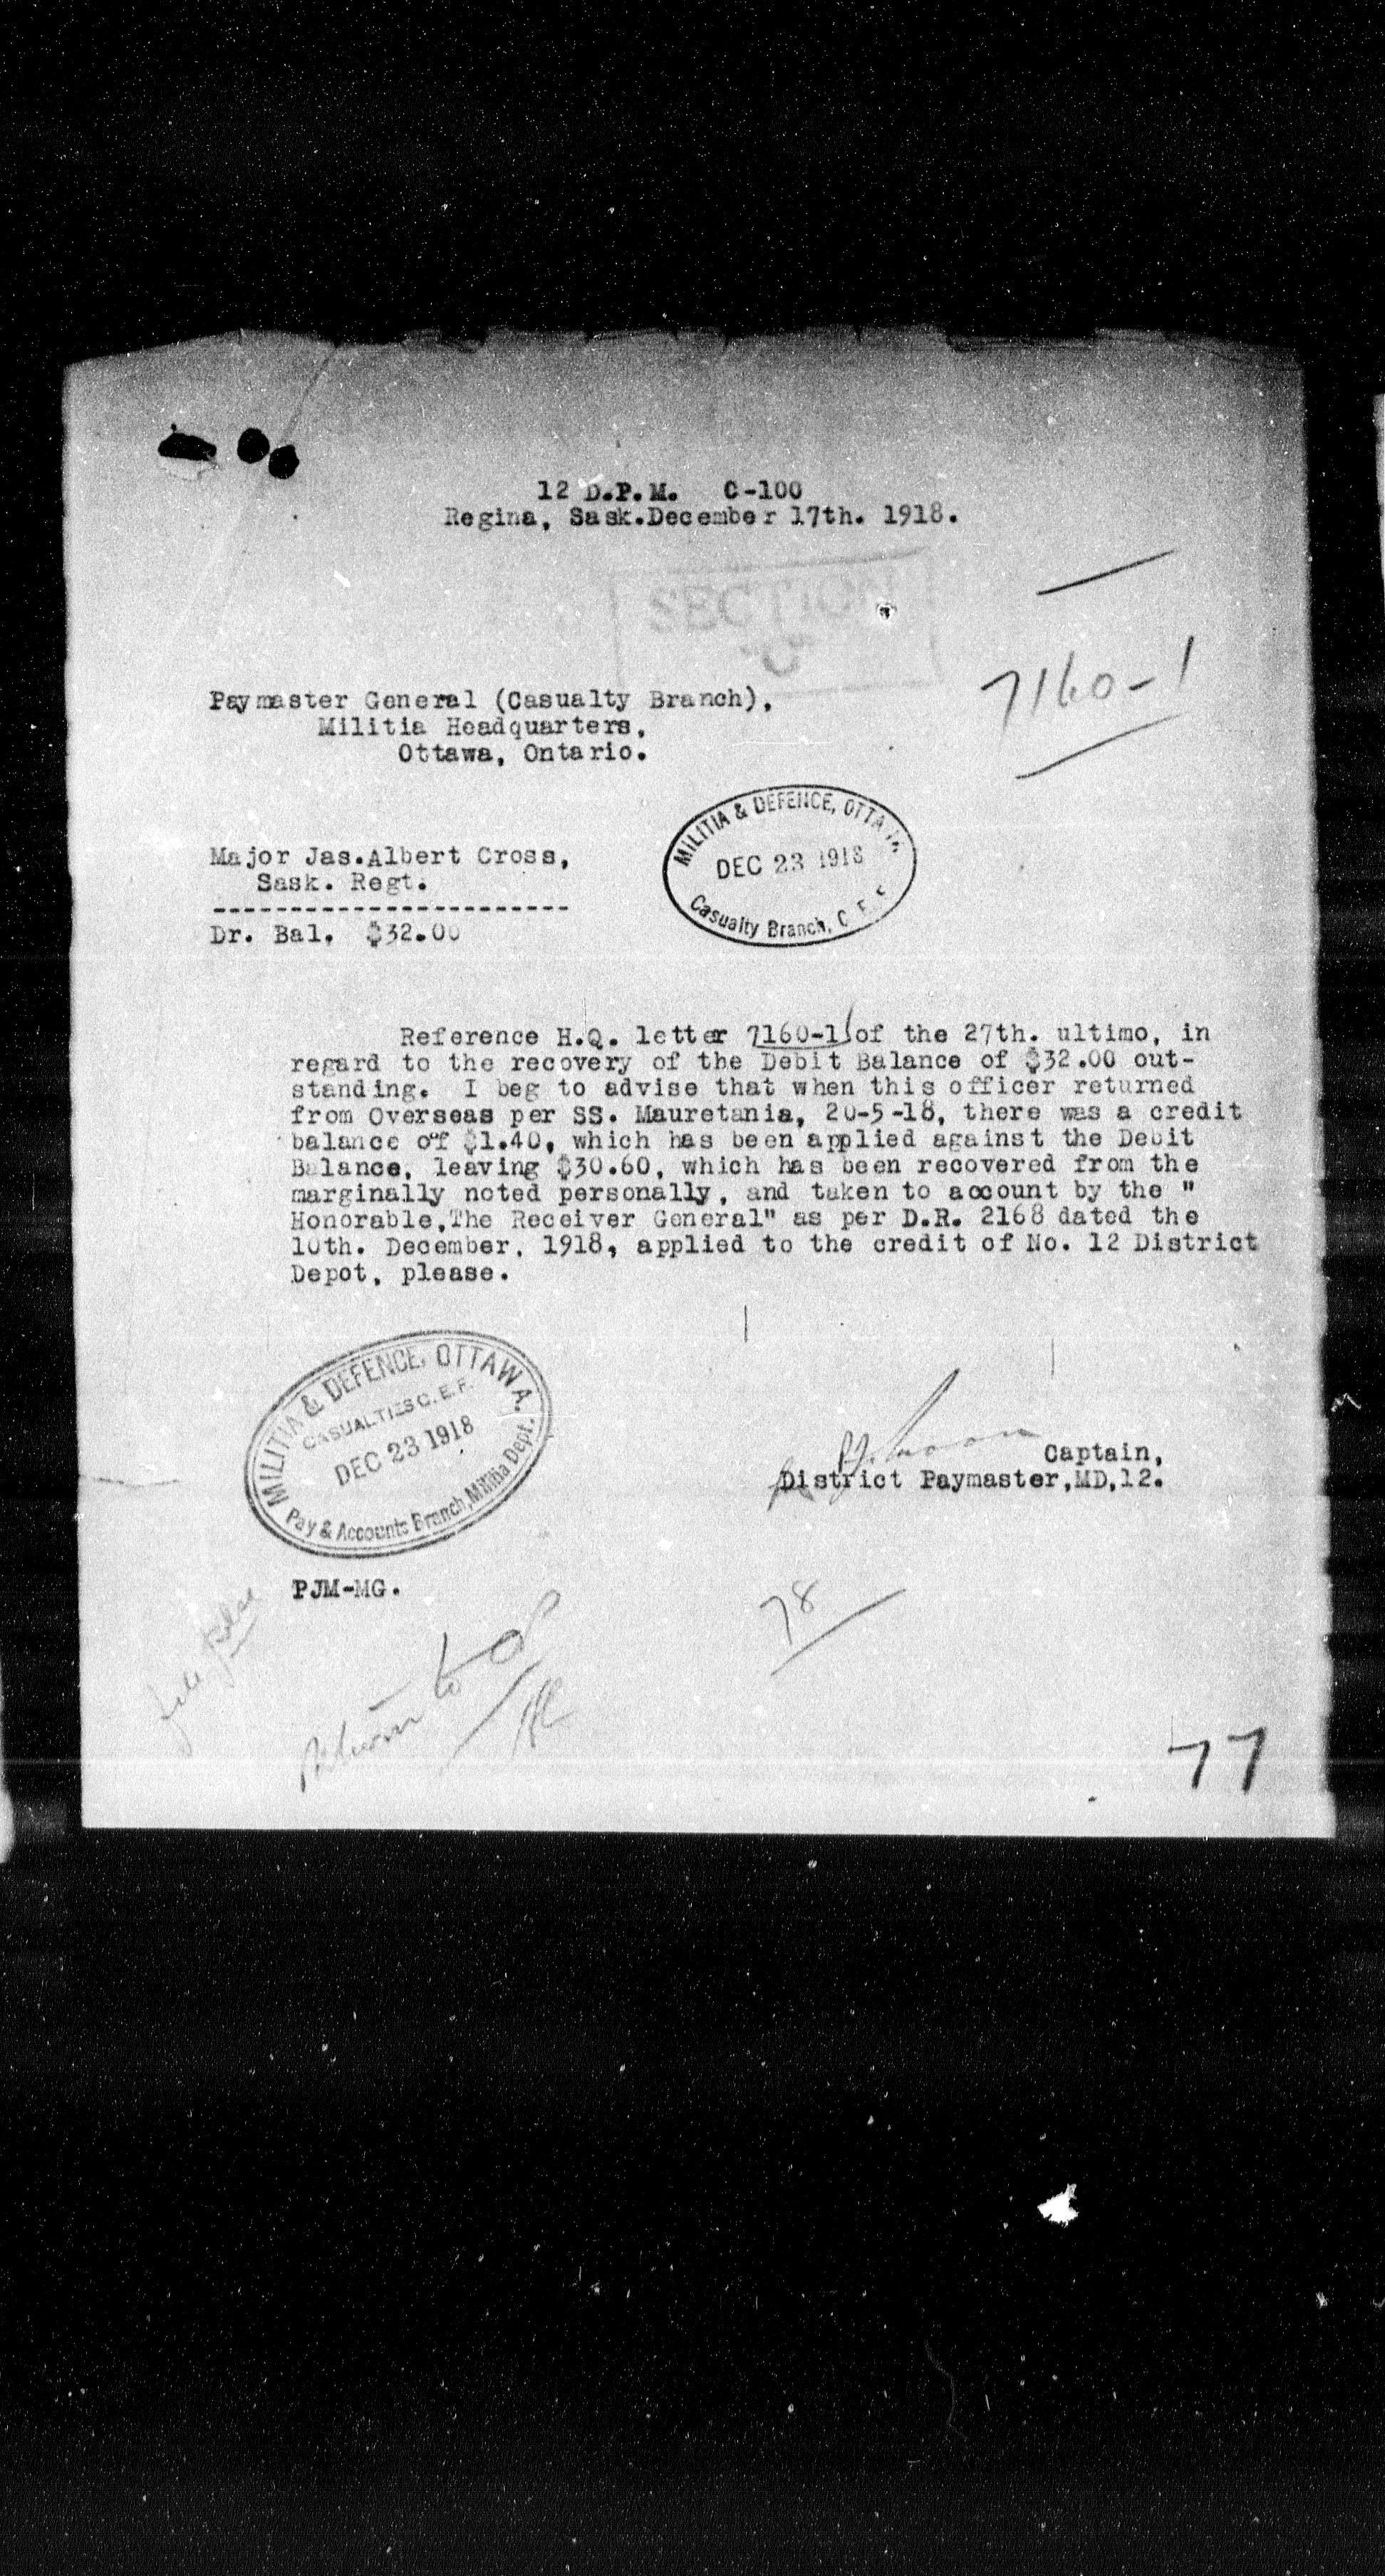 12 D.P.M. C-100
Regina, Sask.December 17th. 1918.
SECTION
"C"
7160-1
Paymaster General (Casualty Branch),
Militia Headquarters,
Ottawa, Ontario.
MILITIA & DEFENCE, OTTAWA.
DEC 23 1918
Casualty Branch, C. E. F.
Major Jas.Albert Cross,
Sask. Regt.
-----------------------
Dr. Bal. $32.00
Reference H.Q. letter 7160-1 of the 27th. ultimo, in
regard to the recovery of the Debit Balance of $32.00 out-
standing. I beg to advise that when this officer returned
from Overseas per SS. Mauretania, 20-5-18, there was a credit
balance of $1.40, which has been applied against the Debit
Balance, leaving $30.60, which has been recovered from the
marginally noted personally, and taken to account by the "
Honorable,The Receiver General" as per D.R. 2168 dated the
10th. December, 1918, applied to the credit of No. 12 District
Depot, please.
MILITIA & DEFENCE, OTTAWA.
CASUALTIES C.E.F.
DEC 23 1918
Pay & Accounts Branch, Militia Dept.
Captain,
District Paymaster,MD,12.
PJM-MG.
78
Return to
77